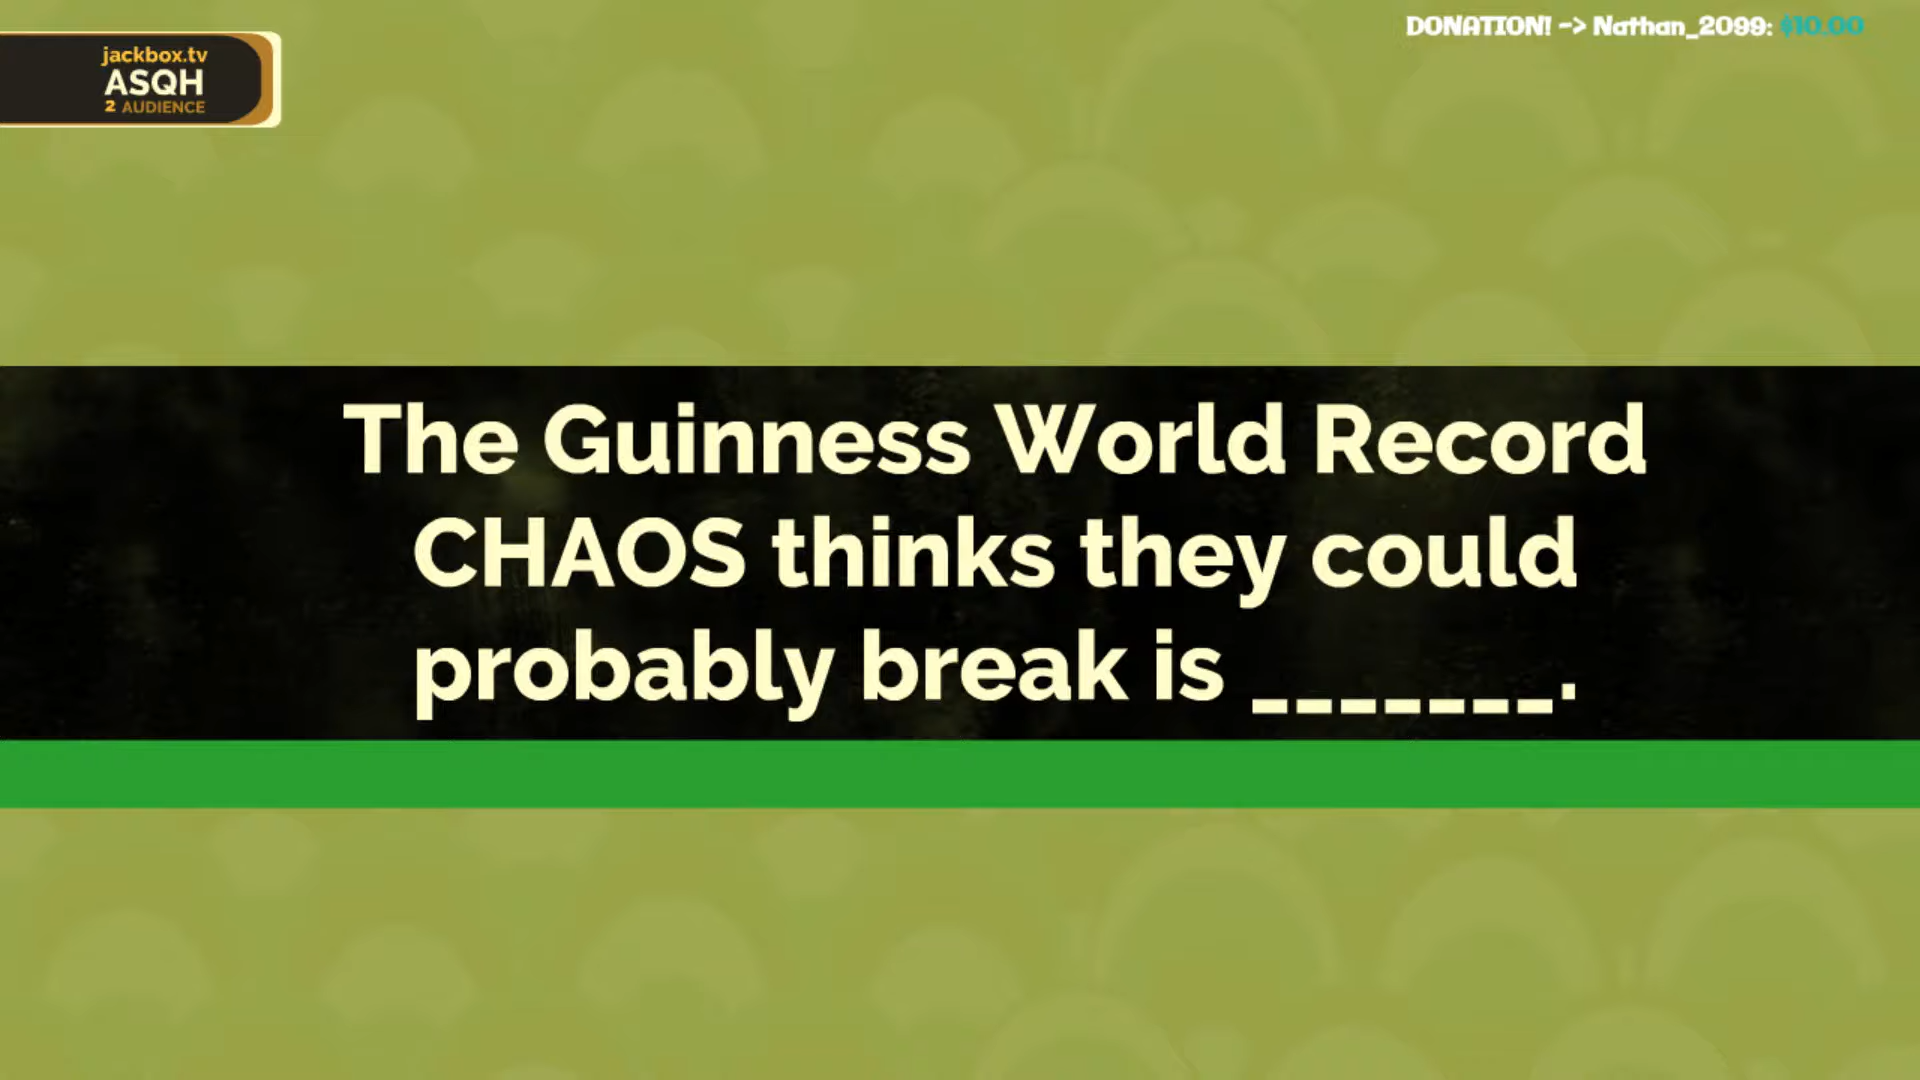 jackbox.tv
ASQH
2 AUDIENCE
DONATION! -> Nathan_2099: $10.00
The Guinness World Record
CHAOS thinks they could
probably break is _______.